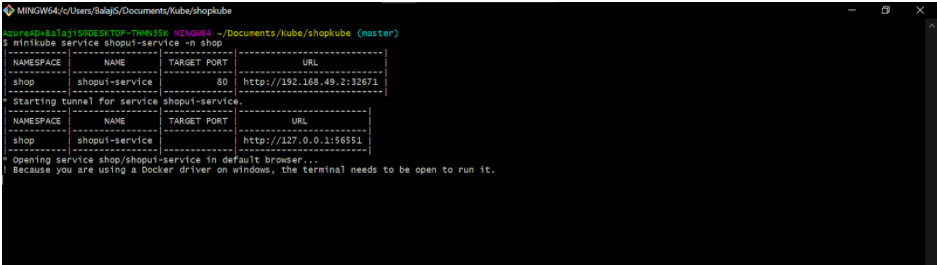 MINGW64:/c/Users/BalajiS/Documents/Kube/shopkube
AzureAD+BalajiS@DESKTOP-THMN35K MINGW64 ~/Documents/Kube/shopkube (master)
$ minikube service shopui-service -n shop
|-----------|----------------|-------------|---------------------------|
| NAMESPACE | NAME | TARGET PORT | URL |
|-----------|----------------|-------------|---------------------------|
| shop | shopui-service | 80 | http://192.168.49.2:32671 |
|-----------|----------------|-------------|---------------------------|
* Starting tunnel for service shopui-service.
|-----------|----------------|-------------|------------------------|
| NAMESPACE | NAME | TARGET PORT | URL |
|-----------|----------------|-------------|------------------------|
| shop | shopui-service | | http://127.0.0.1:56551 |
|-----------|----------------|-------------|------------------------|
* Opening service shop/shopui-service in default browser...
! Because you are using a Docker driver on windows, the terminal needs to be open to run it.